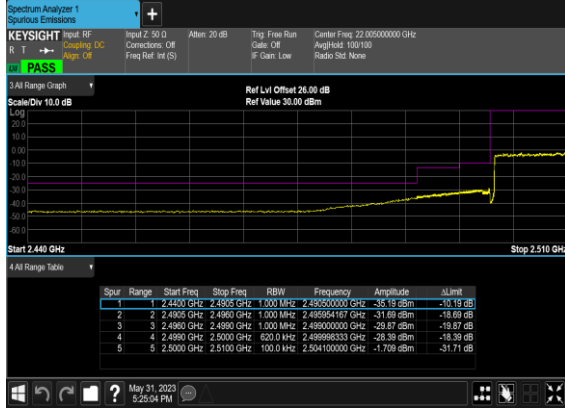 Spectrum Analyzer 1
Spurious Emissions
KEYSIGHT
R T
LXI PASS
Input: RF
Coupling: DC
Align: Off
Input Z: 50 Ω
Corrections: Off
Freq Ref: Int (S)
Atten: 20 dB
Trig: Free Run
Gate: Off
IF Gain: Low
Center Freq: 22.005000000 GHz
Avg|Hold: 100/100
Radio Std: None
3 All Range Graph
Scale/Div 10.0 dB
Ref Lvl Offset 26.00 dB
Ref Value 30.00 dBm
Log
20.0
10.0
0.00
-10.0
-20.0
-30.0
-40.0
-50.0
-60.0
Start 2.440 GHz
Stop 2.510 GHz
4 All Range Table
Spur Range Start Freq Stop Freq RBW Frequency Amplitude ΔLimit
1 1 2.4400 GHz 2.4905 GHz 1.000 MHz 2.490500000 GHz -35.19 dBm -10.19 dB
2 2 2.4905 GHz 2.4960 GHz 1.000 MHz 2.495954167 GHz -31.69 dBm -18.69 dB
3 3 2.4960 GHz 2.4990 GHz 1.000 MHz 2.499000000 GHz -29.87 dBm -19.87 dB
4 4 2.4990 GHz 2.5000 GHz 620.0 kHz 2.499998333 GHz -28.39 dBm -18.39 dB
5 5 2.5000 GHz 2.5100 GHz 100.0 kHz 2.504100000 GHz -1.709 dBm -31.71 dB
May 31, 2023
5:25:04 PM